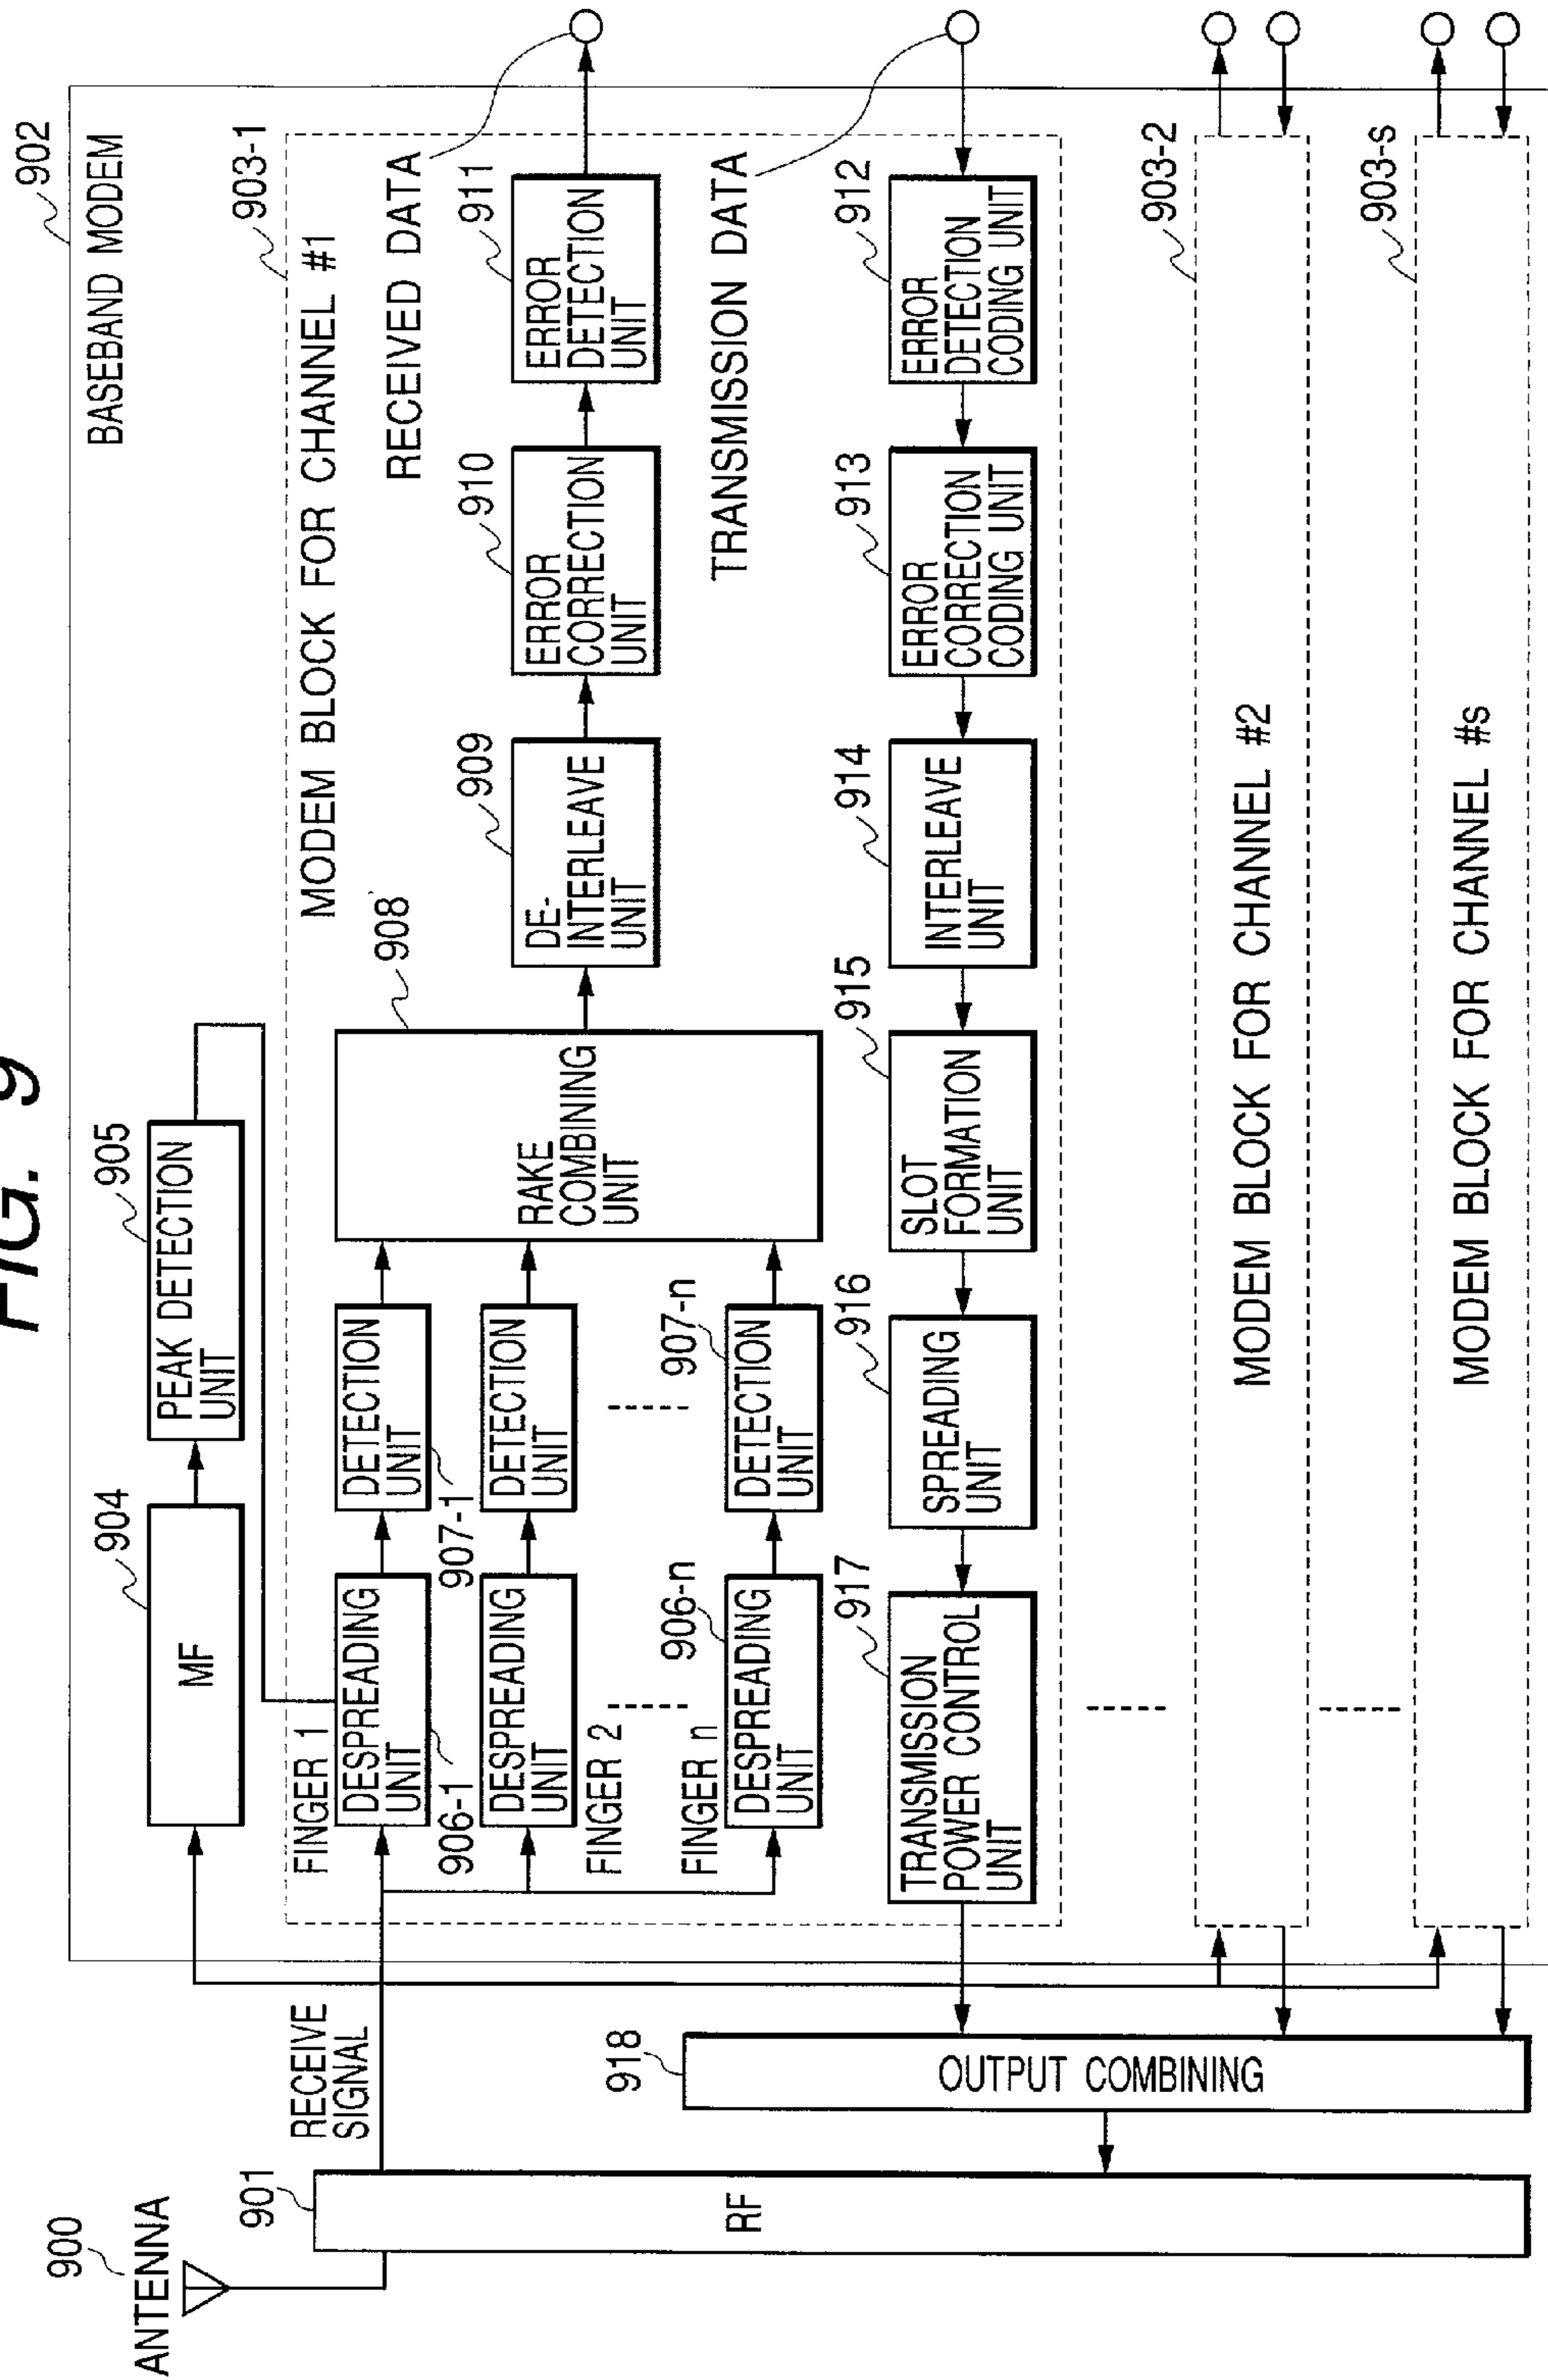 FIG. 9
902
BASEBAND MODEM
904
MF
905
PEAK DETECTION
UNIT
903-1
MODEM BLOCK FOR CHANNEL #1
900
ANTENNA
901
RF
RECEIVE
SIGNAL
FINGER 1
DESPREADING
UNIT
906-1
DETECTION
UNIT
907-1
DESPREADING
UNIT
DETECTION
UNIT
FINGER 2
FINGER n
906-n
DESPREADING
UNIT
907-n
DETECTION
UNIT
908
RAKE
COMBINING
UNIT
909
DE-
INTERLEAVE
UNIT
910
ERROR
CORRECTION
UNIT
911
ERROR
DETECTION
UNIT
RECEIVED DATA
TRANSMISSION DATA
917
TRANSMISSION
POWER CONTROL
UNIT
916
SPREADING
UNIT
915
SLOT
FORMATION
UNIT
914
INTERLEAVE
UNIT
913
ERROR
CORRECTION
CODING UNIT
912
ERROR
DETECTION
CODING UNIT
918
OUTPUT COMBINING
903-2
MODEM BLOCK FOR CHANNEL #2
903-s
MODEM BLOCK FOR CHANNEL #s